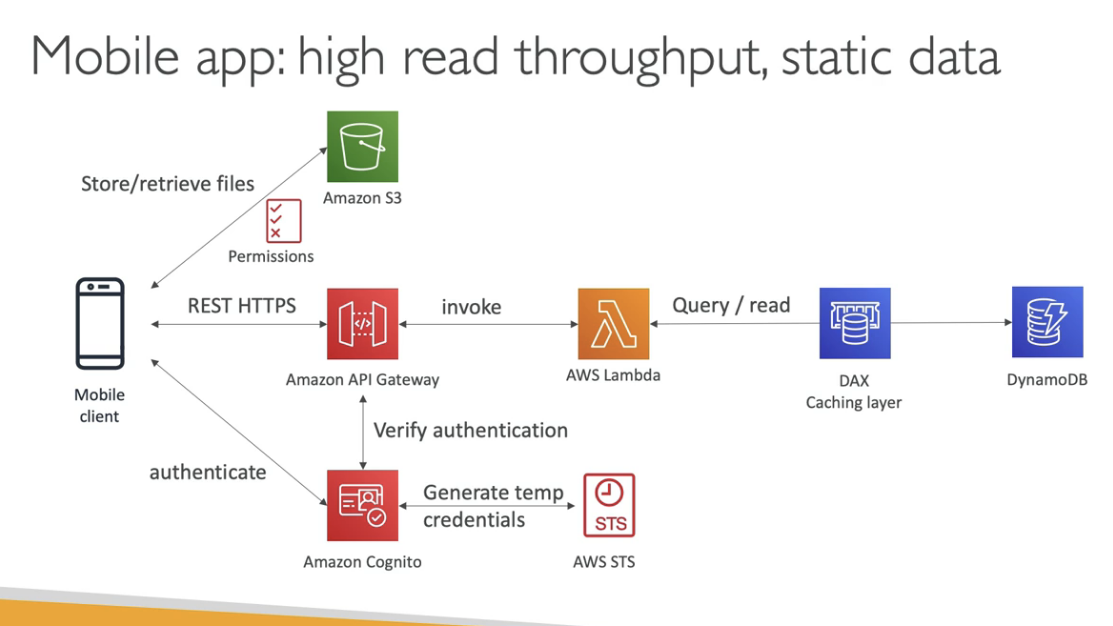 Mobile app: high read throughput, static data
Store/retrieve files
Amazon S3
Permissions
REST HTTPS
invoke
Query / read
Mobile
client
Amazon API Gateway
AWS Lambda
DAX
Caching layer
DynamoDB
Verify authentication
authenticate
Generate temp
credentials
STS
Amazon Cognito
AWS STS